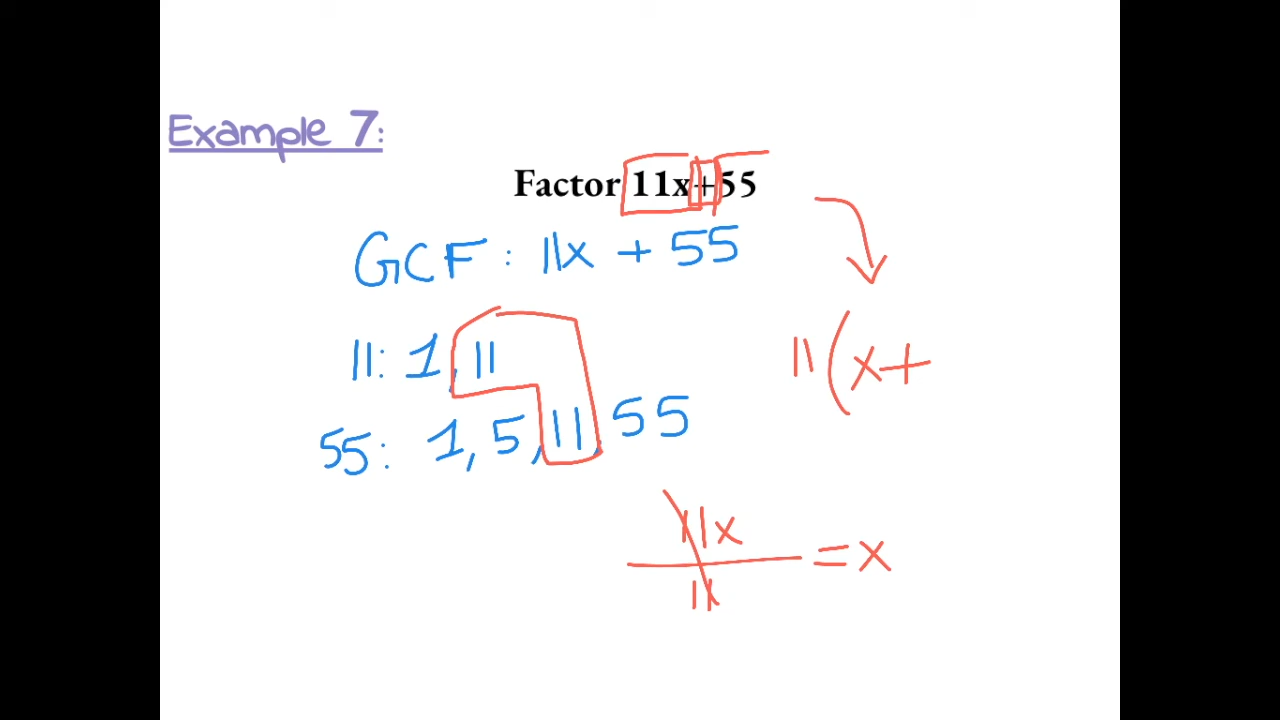 Example 7:
Factor 11x+55
GCF: 11x + 55
11: 1, 11
11(x+
55: 1, 5, 11, 55
11x
11
=x